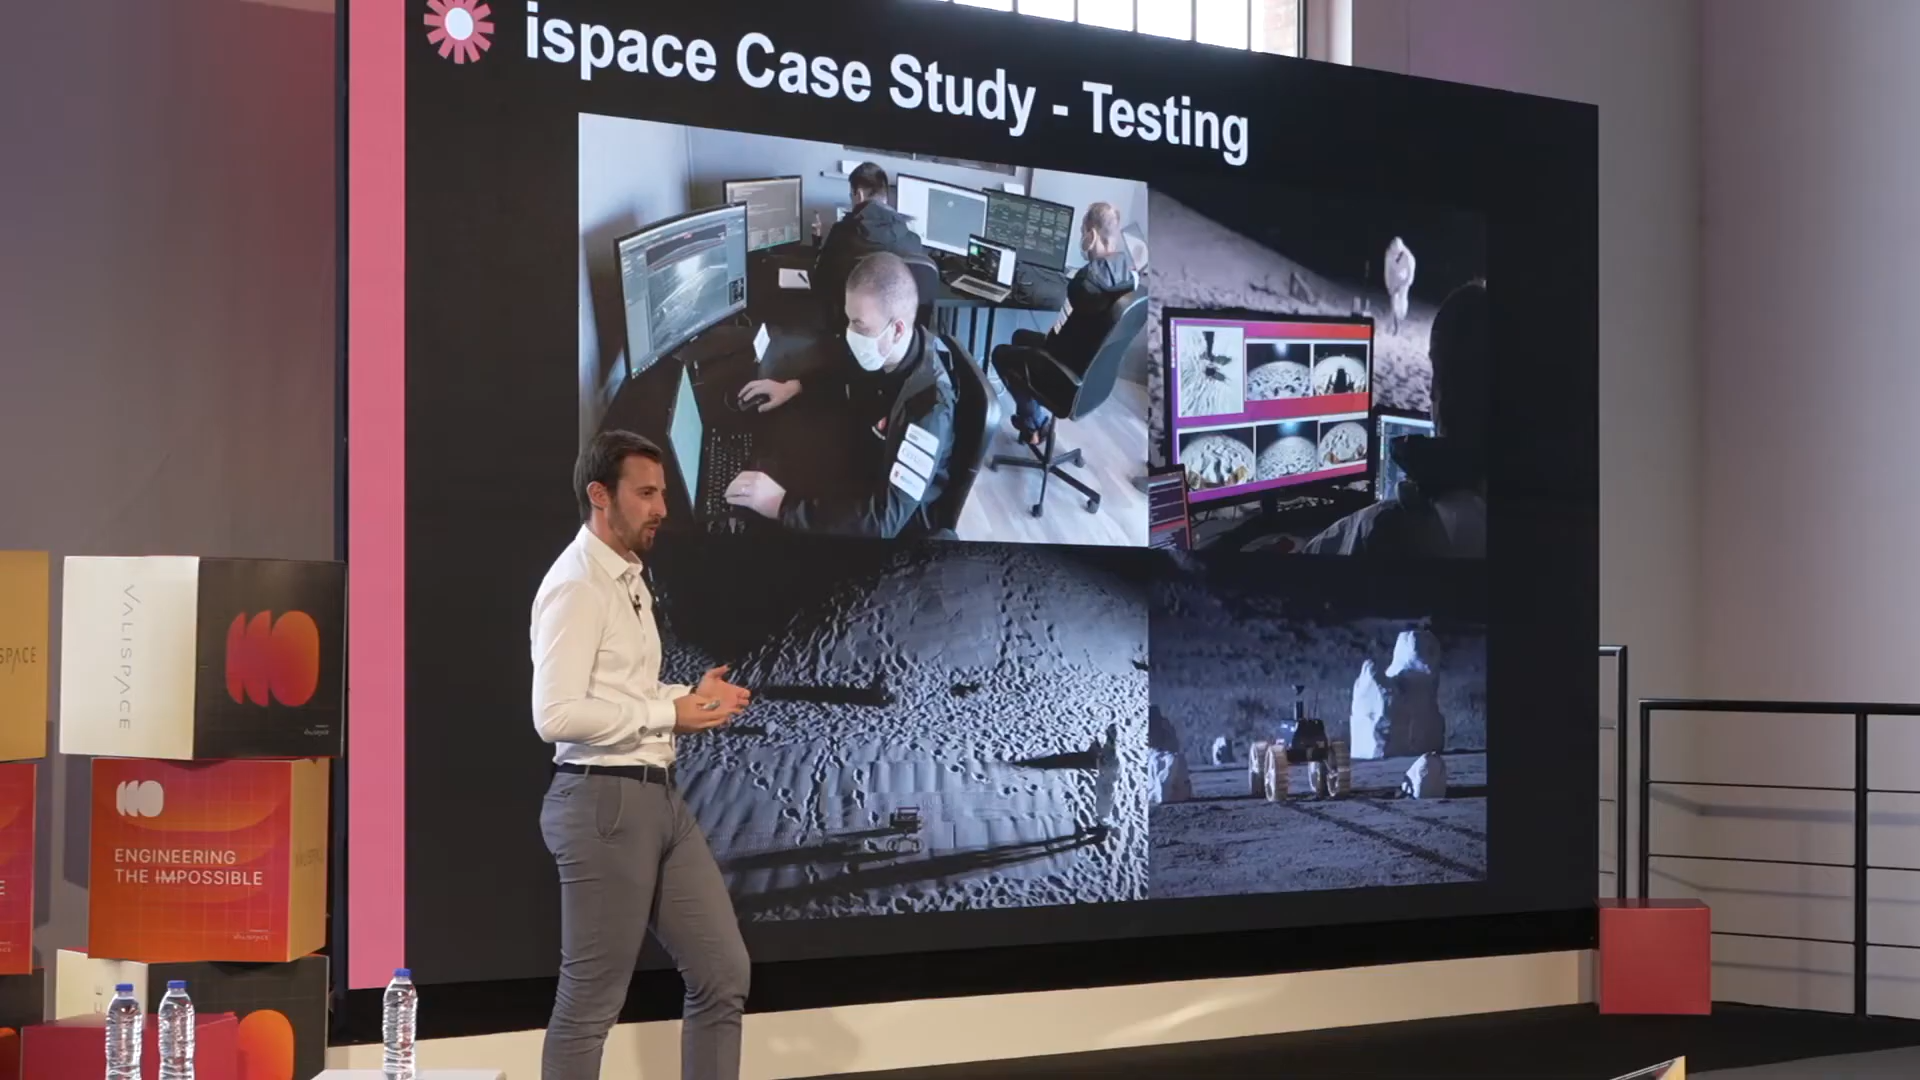 ispace Case Study - Testing
VALISPACE
SPACE
ENGINEERING
THE IMPOSSIBLE